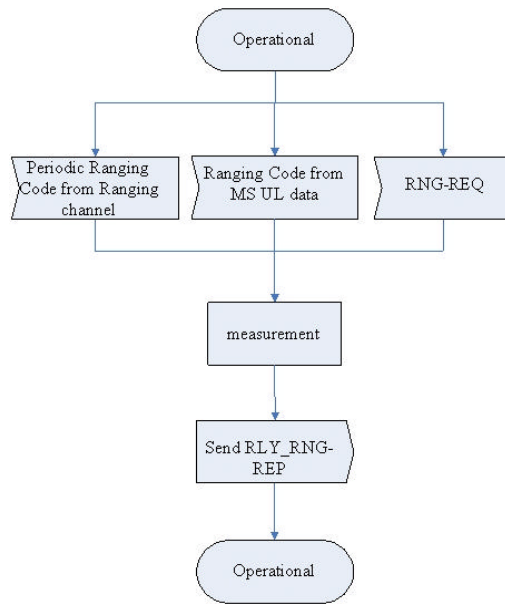 Operational
Periodic Ranging
Code from Ranging
channel
Ranging Code from
MS UL data
RNG-REQ
measurement
Send RLY_RNG-
REP
Operational